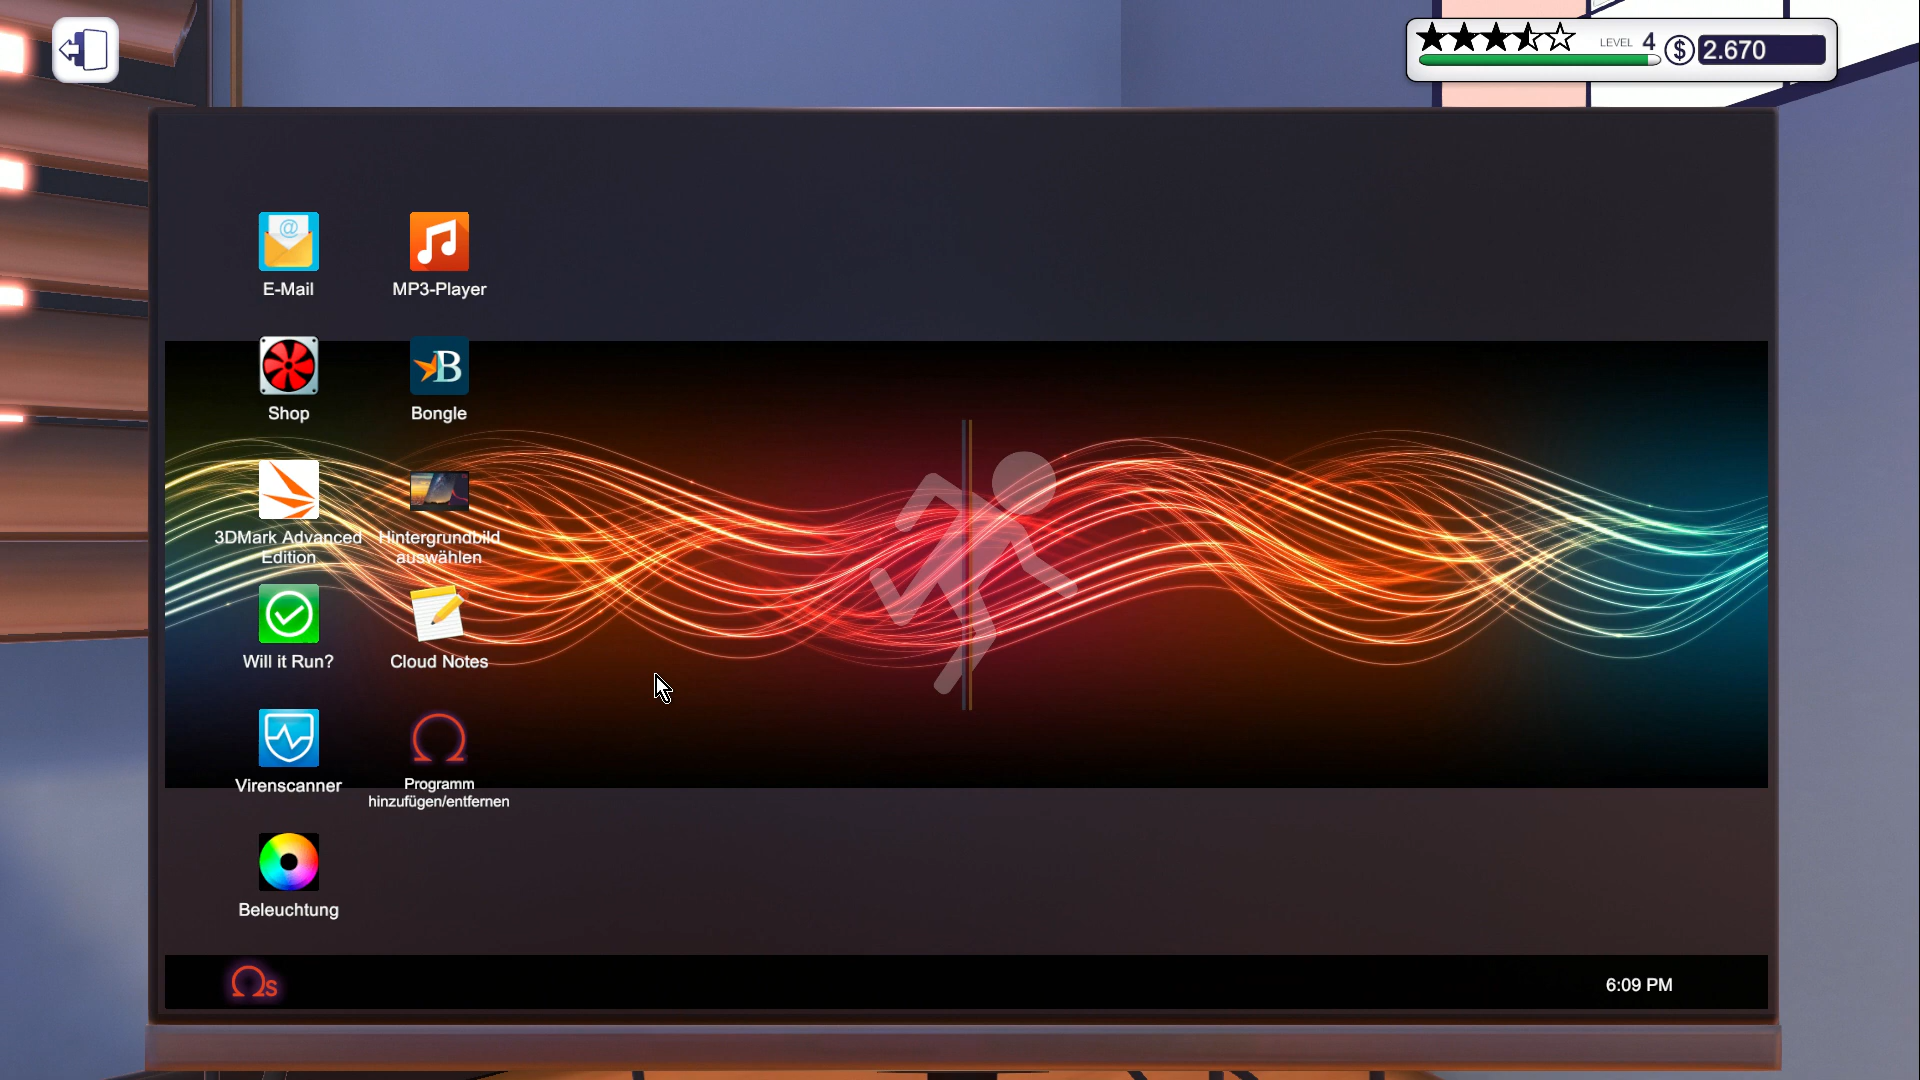 LEVEL 4
2.670
E-Mail
MP3-Player
Shop
Bongle
3DMark Advanced
Edition
Hintergrundbild
auswählen
Will it Run?
Cloud Notes
Virenscanner
Programm
hinzufügen/entfernen
Beleuchtung
Ωs
6:09 PM